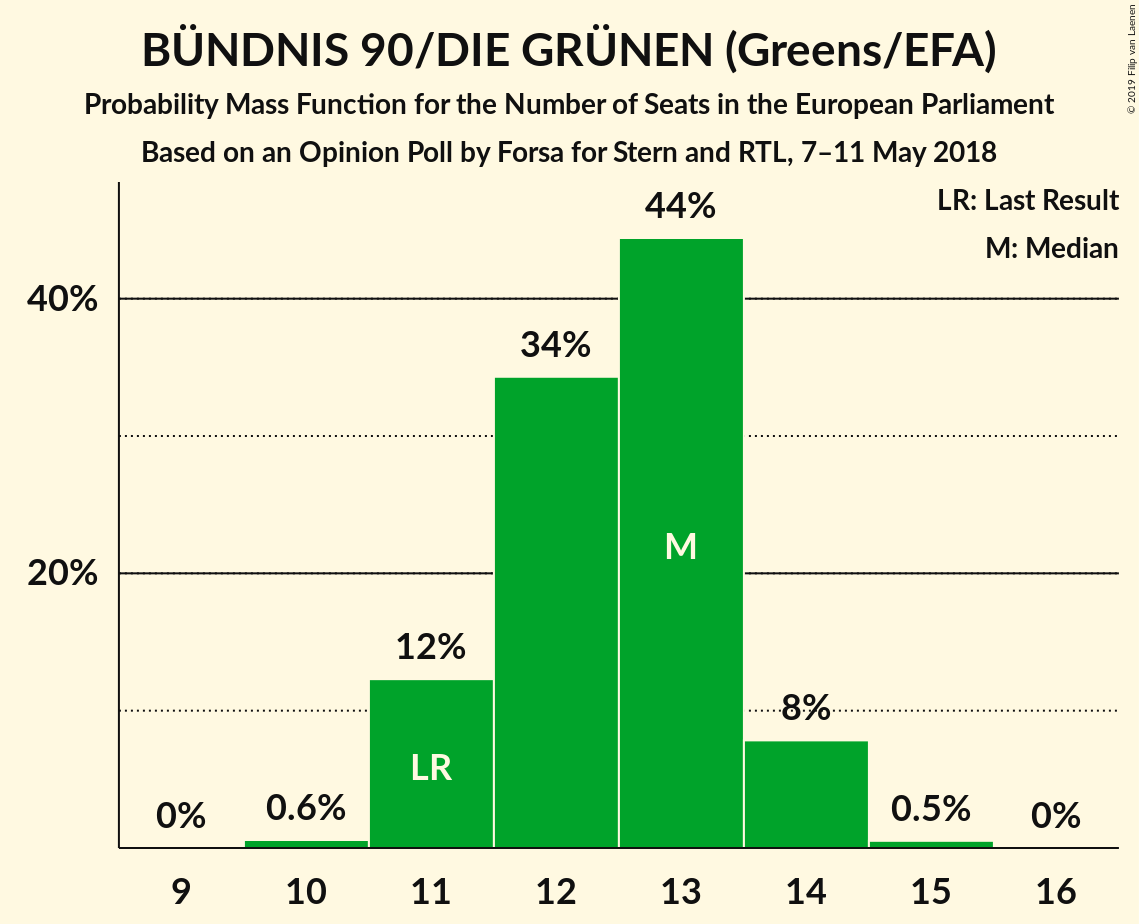 BÜNDNIS 90/DIE GRÜNEN (Greens/EFA)
Probability Mass Function for the Number of Seats in the European Parliament
Based on an Opinion Poll by Forsa for Stern and RTL, 7–11 May 2018
© 2019 Filip van Laenen
LR: Last Result
M: Median
44%
40%
34%
M
20%
12%
8%
LR
0%
0.6%
0.5%
0%
9
10
11
12
13
14
15
16